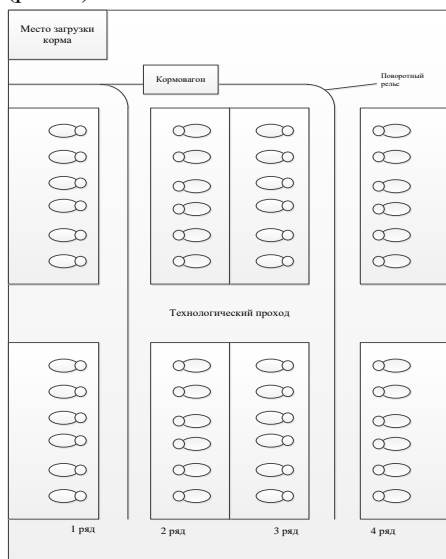 Место загрузки
корма
Кормовагон
Поворотный
рельс
Технологический проход
1 ряд
2 ряд
3 ряд
4 ряд